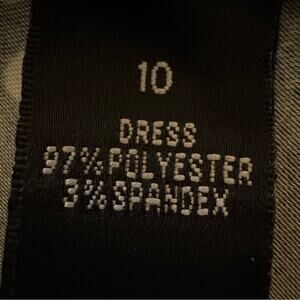 10
DRESS
97% POLYESTER
3% SPANDEX